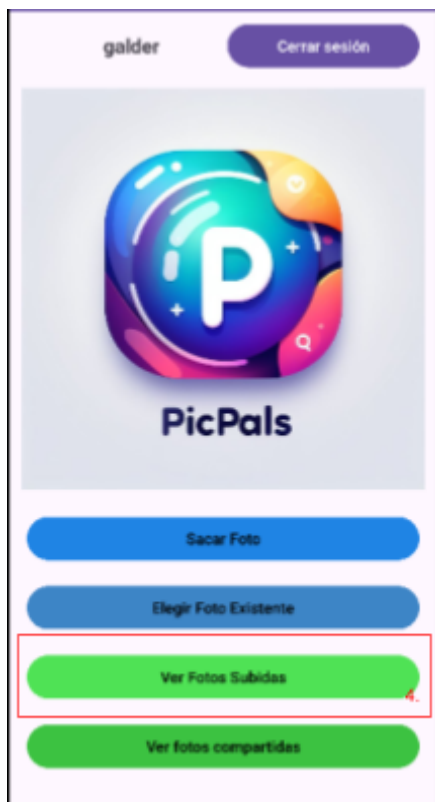 galder
Cerrar sesión
P
PicPals
Sacar Foto
Elegir Foto Existente
Ver Fotos Subidas
4.
Ver fotos compartidas